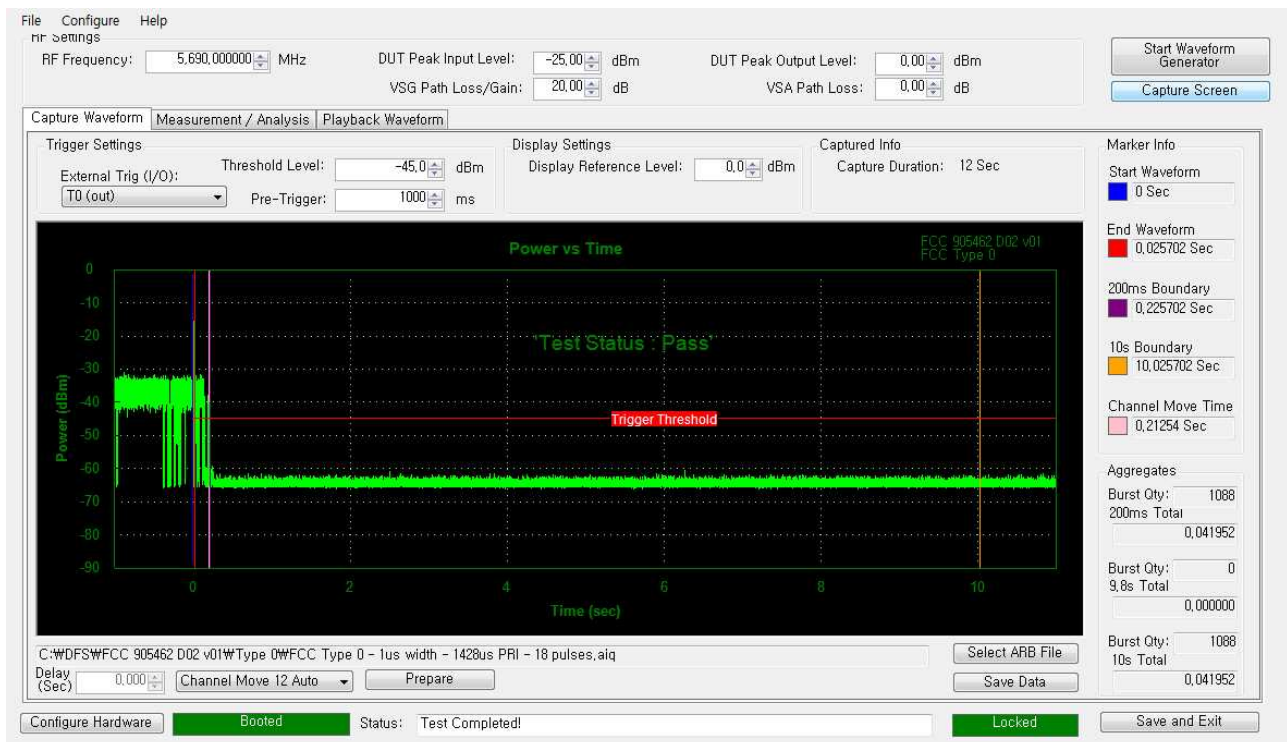 File Configure Help
RF Settings
RF Frequency: 5,690,000000 MHz
DUT Peak Input Level: -25,00 dBm
DUT Peak Output Level: 0,00 dBm
VSG Path Loss/Gain: 20,00 dB
VSA Path Loss: 0,00 dB
Start Waveform
Generator
Capture Screen
Capture Waveform Measurement / Analysis Playback Waveform
Trigger Settings
External Trig (I/O):
T0 (out)
Threshold Level: -45,0 dBm
Pre-Trigger: 1000 ms
Display Settings
Display Reference Level: 0,0 dBm
Captured Info
Capture Duration: 12 Sec
Marker Info
Start Waveform
0 Sec
End Waveform
0,025702 Sec
200ms Boundary
0,225702 Sec
10s Boundary
10,025702 Sec
Channel Move Time
0,21254 Sec
Power vs Time
FCC 905462 D02 v01
FCC Type 0
"Test Status : Pass"
Trigger Threshold
Power (dBm)
0
-10
-20
-30
-40
-50
-60
-70
-80
-90
0 2 4 6 8 10
Time (sec)
Aggregates
Burst Qty: 1088
200ms Total
0,041952
Burst Qty: 0
9,8s Total
0,000000
Burst Qty: 1088
10s Total
0,041952
C:₩DFS₩FCC 905462 D02 v01₩Type 0₩FCC Type 0 - 1us width - 1428us PRI - 18 pulses,aiq
Select ARB File
Delay
(Sec) 0,000 Channel Move 12 Auto Prepare
Save Data
Configure Hardware Booted Status: Test Completed! Locked Save and Exit